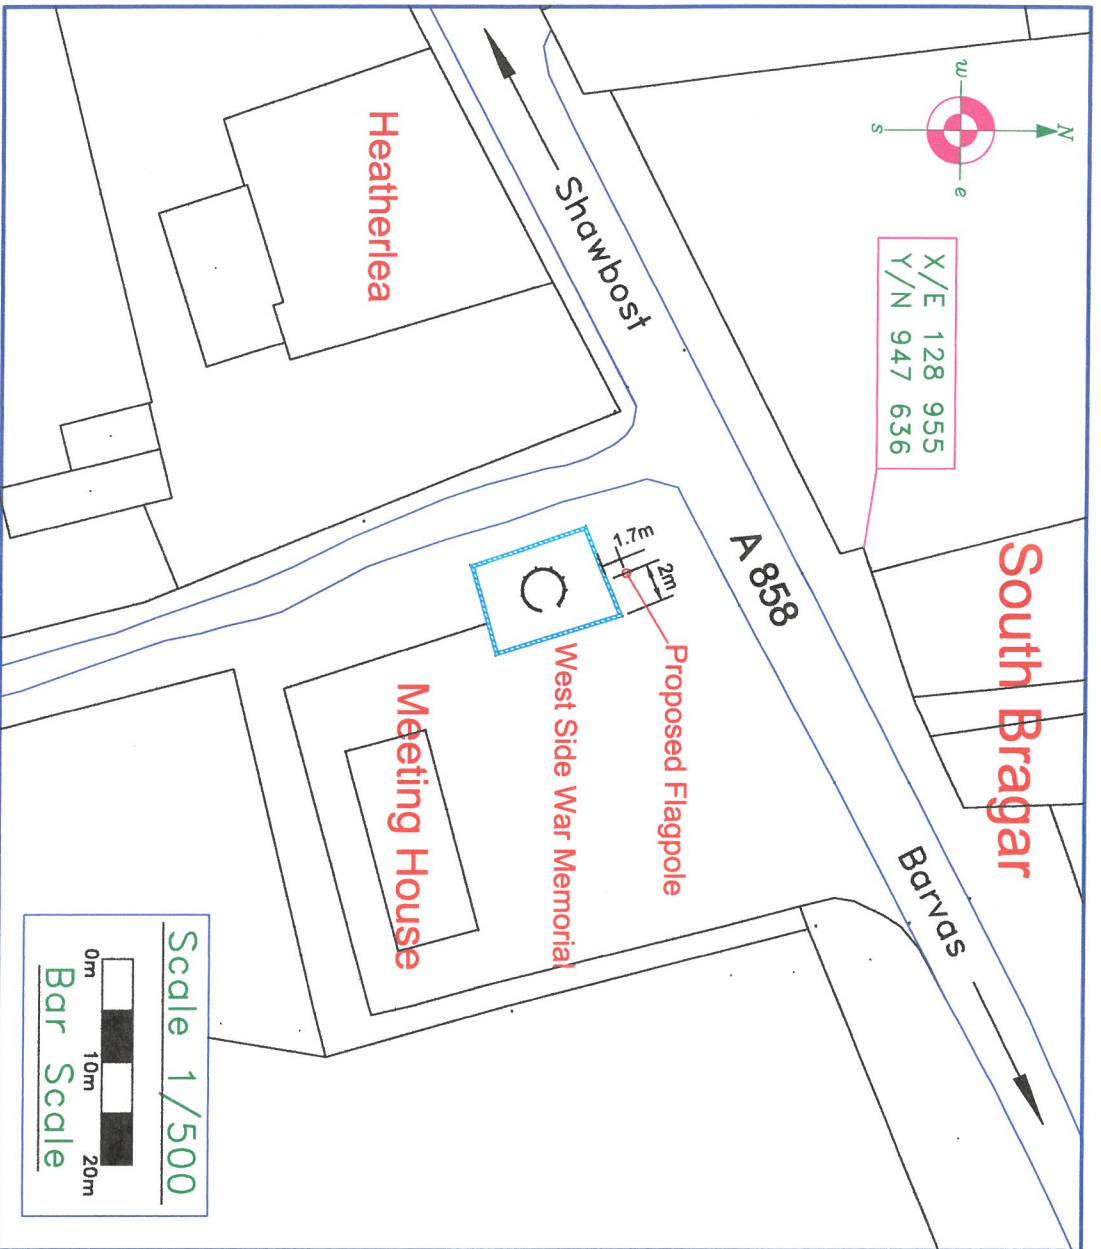 N
w
e
s
X/E 128 955
Y/N 947 636
South Bragar
Shawbost
A 858
Barvas
Heatherlea
1.7m
2m
Proposed Flagpole
West Side War Memorial
Meeting House
Scale 1/500
0m 10m 20m
Bar Scale